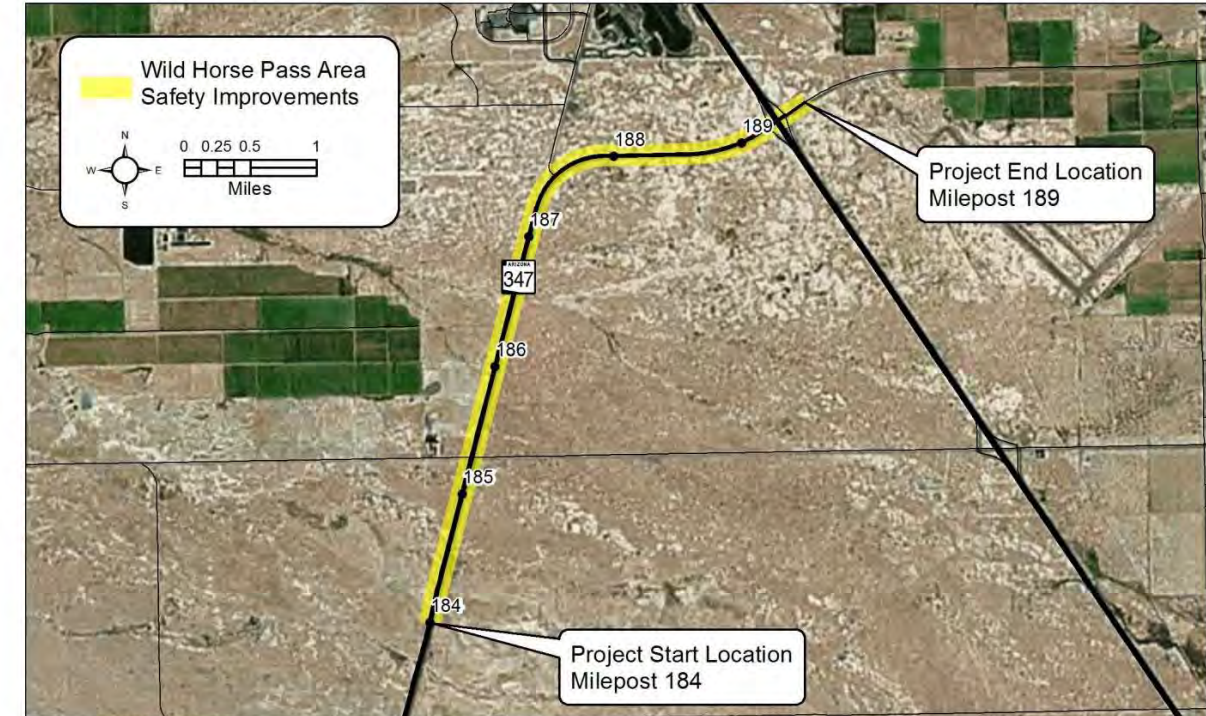 Wild Horse Pass Area
Safety Improvements
N
W E
S
0 0.25 0.5 1
Miles
188
189
Project End Location
Milepost 189
187
ARIZONA
347
186
185
184
Project Start Location
Milepost 184